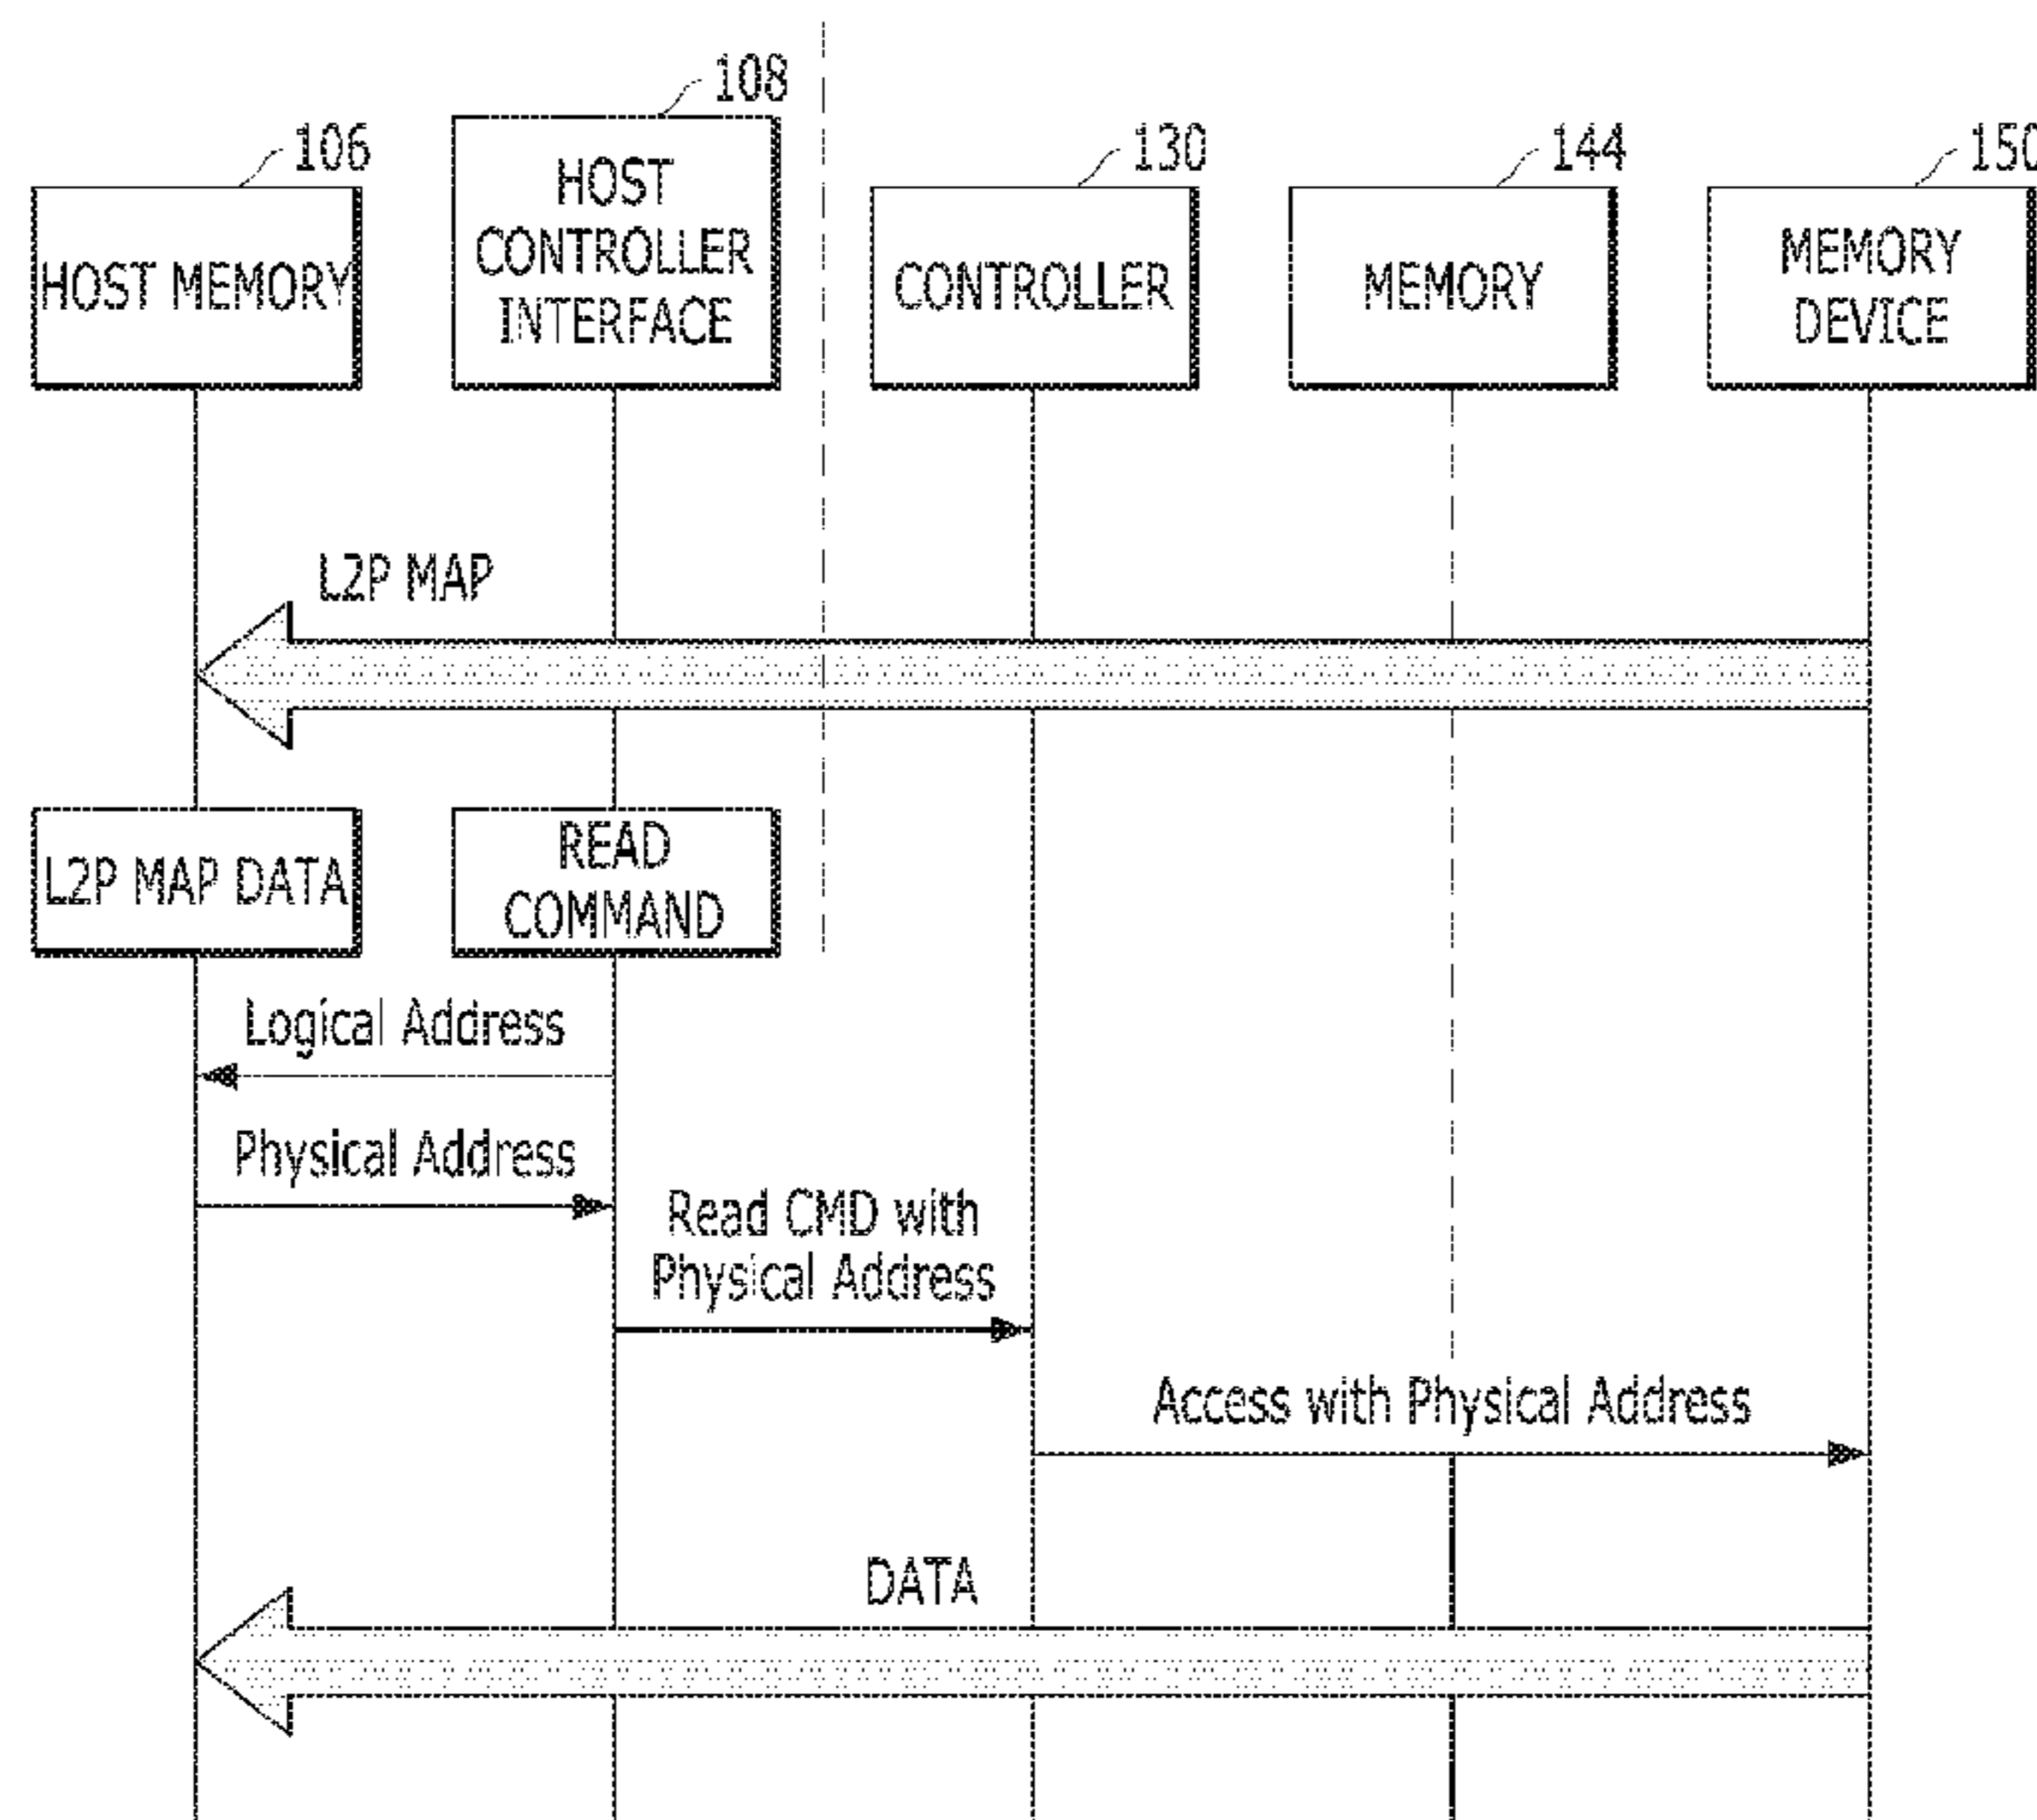 108
106
130
144
150
HOST
CONTROLLER
INTERFACE
HOST MEMORY
CONTROLLER
MEMORY
MEMORY
DEVICE
L2P MAP
L2P MAP DATA
READ
COMMAND
Logical Address
Physical Address
Read CMD with
Physical Address
Access with Physical Address
DATA